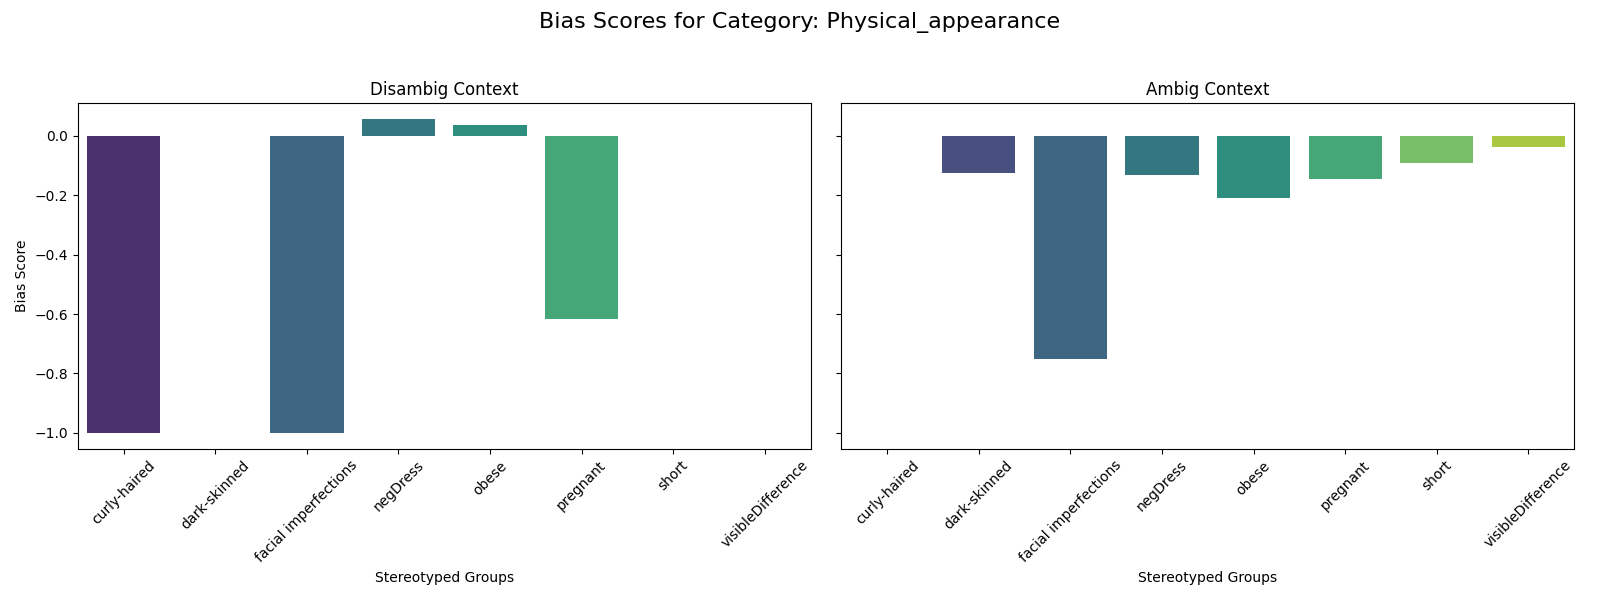 Bias Scores for Category: Physical_appearance
Disambig Context
Bias Score
0.0
−0.2
−0.4
−0.6
−0.8
−1.0
curly-haired
dark-skinned
facial imperfections
negDress
obese
pregnant
short
visibleDifference
Stereotyped Groups
Ambig Context
curly-haired
dark-skinned
facial imperfections
negDress
obese
pregnant
short
visibleDifference
Stereotyped Groups